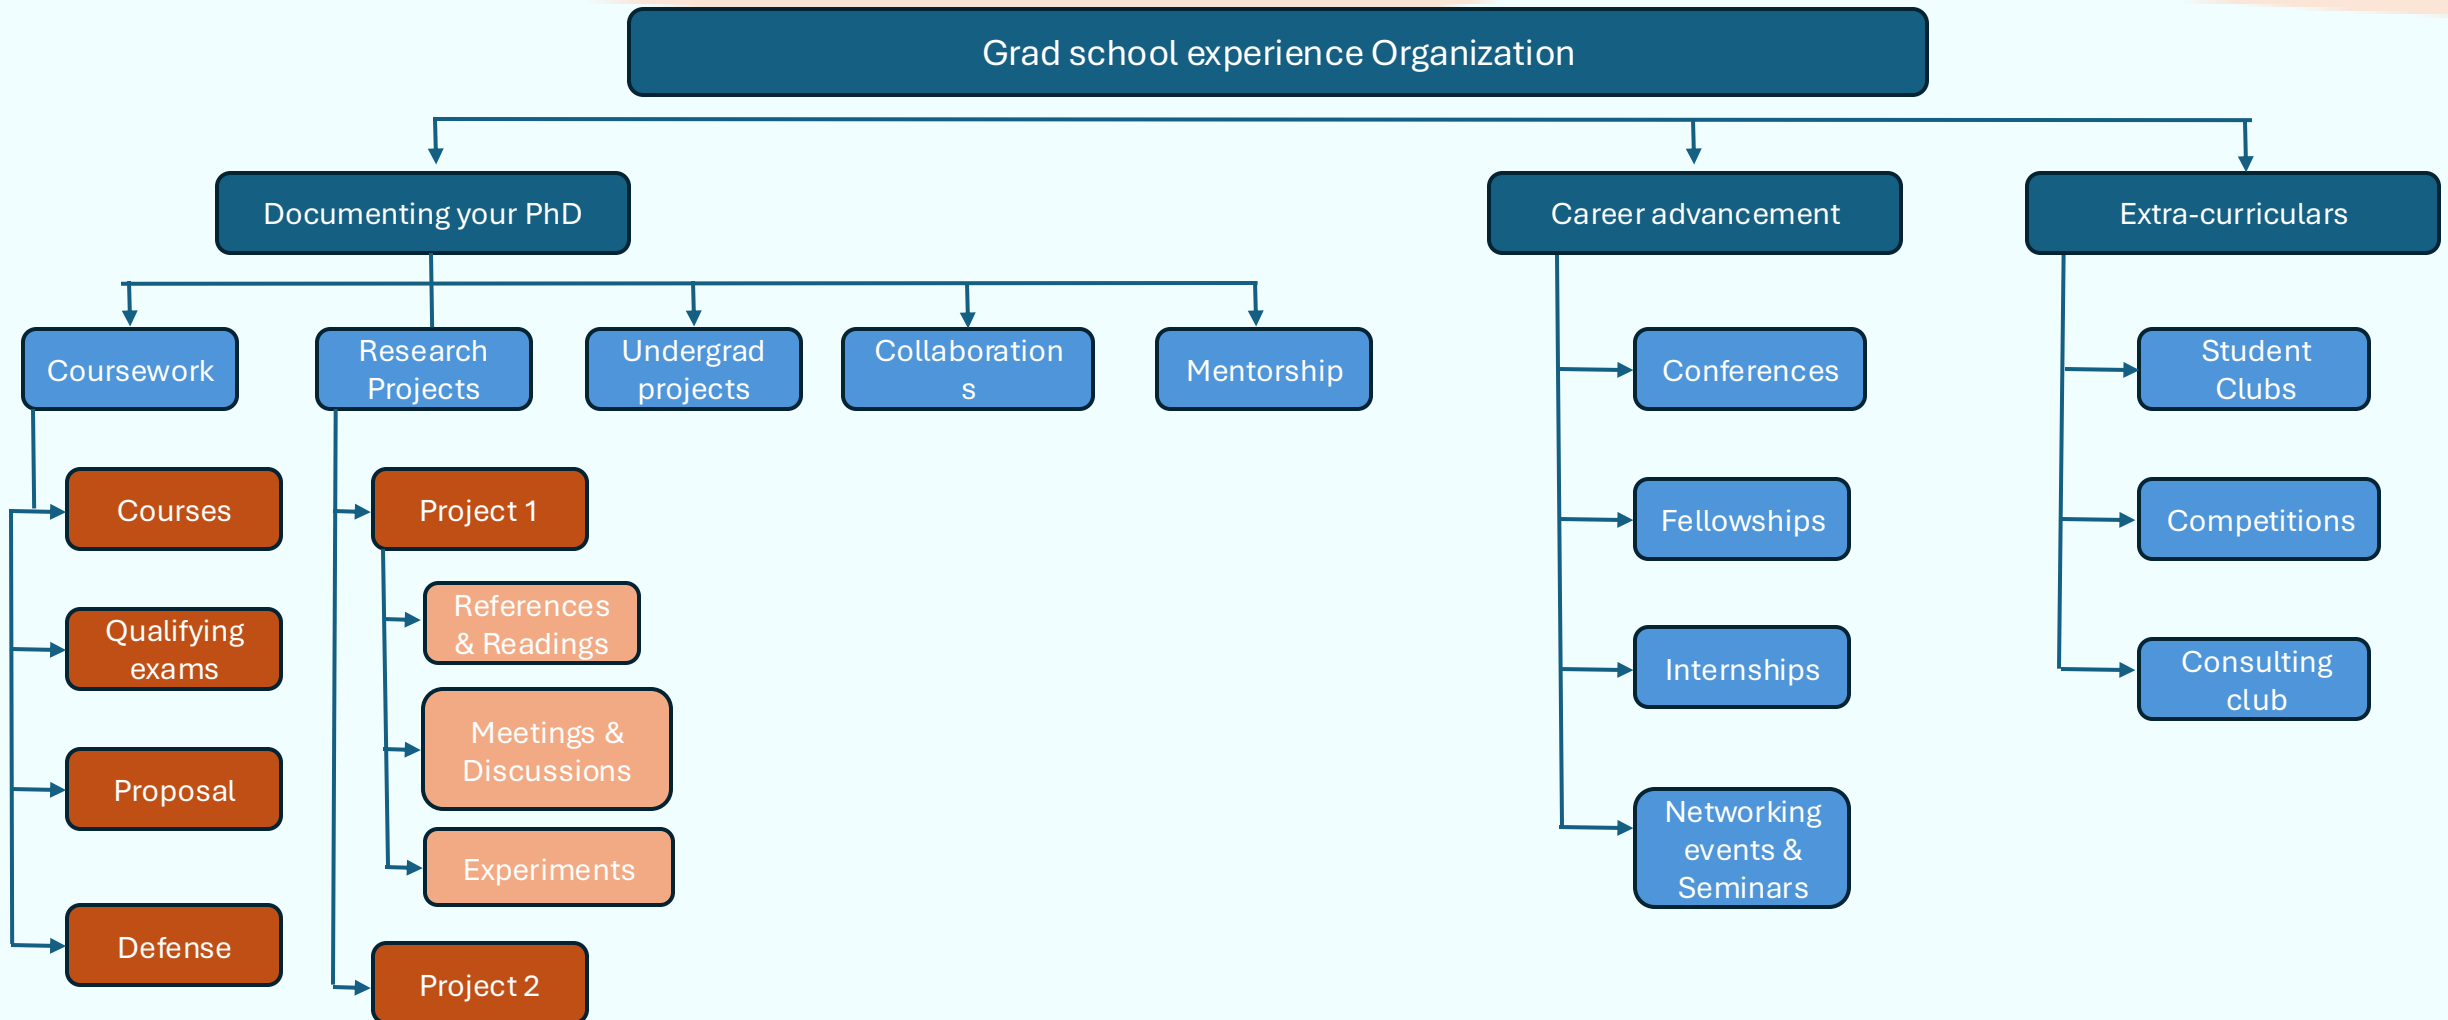 Grad school experience Organization
Documenting your PhD
Career advancement
Extra-curriculars
Coursework
Research
Projects
Undergrad
projects
Collaboration
s
Mentorship
Conferences
Student
Clubs
Courses
Project 1
Fellowships
Competitions
References
& Readings
Qualifying
exams
Internships
Consulting
club
Meetings &
Discussions
Proposal
Networking
events &
Seminars
Experiments
Defense
Project 2